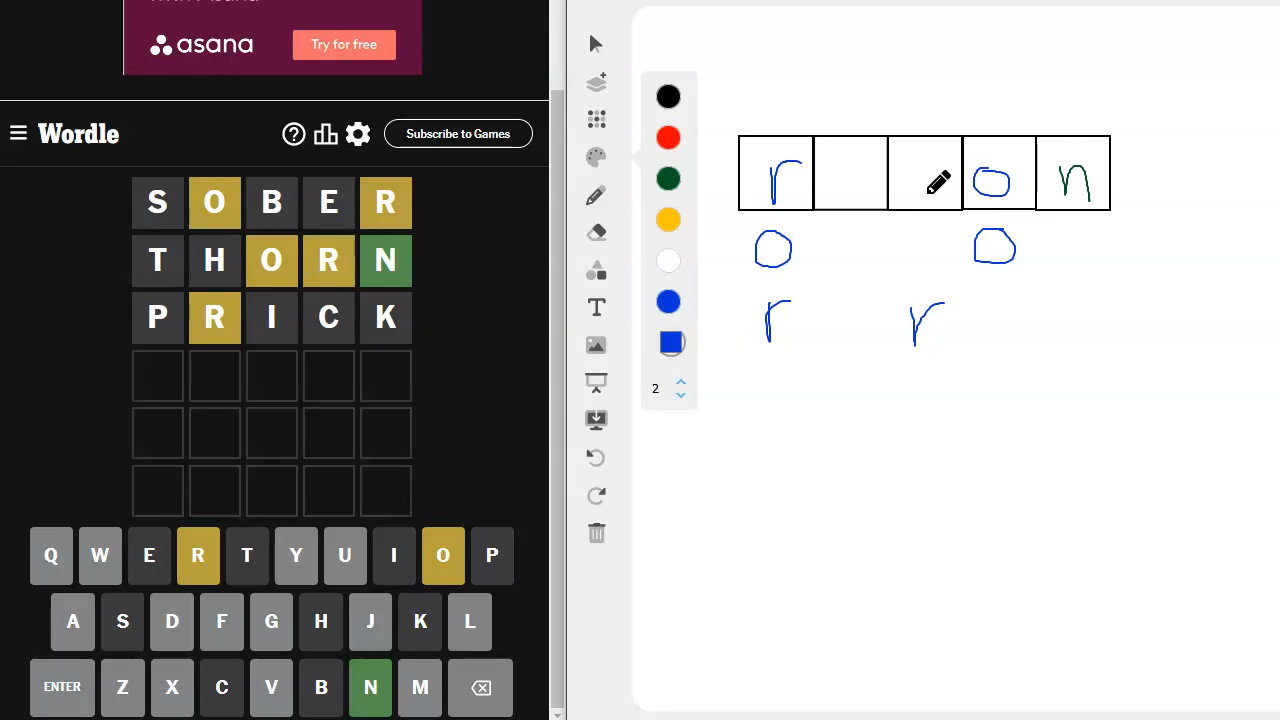 asana
Try for free
Wordle
Subscribe to Games
S O B E R
T H O R N
P R I C K
Q W E R T Y U I O P
A S D F G H J K L
ENTER Z X C V B N M
2
r o n
o o
r r